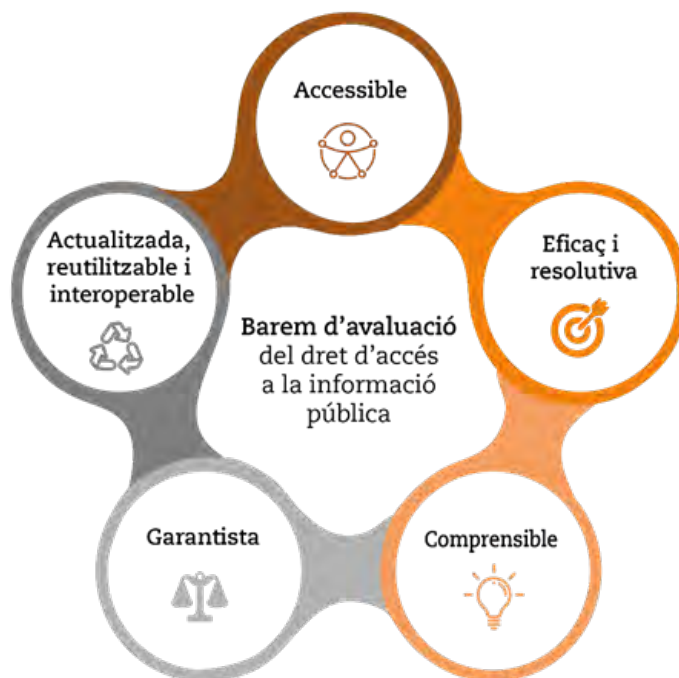 Accessible
Eficaç i
resolutiva
Comprensible
Garantista
Actualitzada,
reutilitzable i
interoperable
Barem d'avaluació
del dret d'accés
a la informació
pública